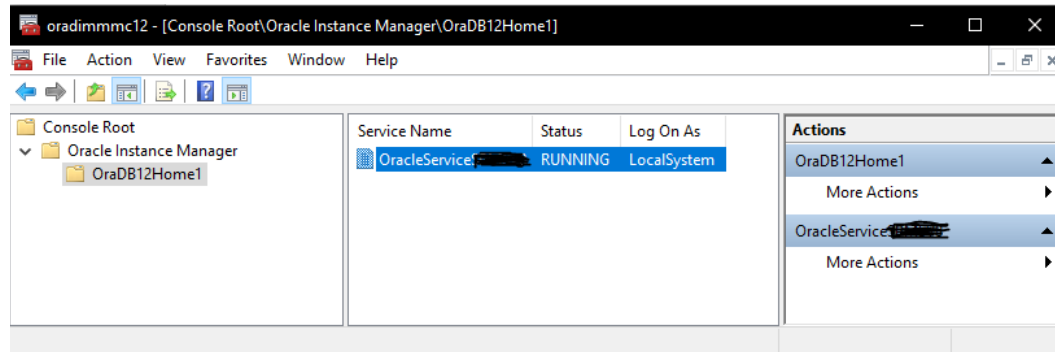 oradimmmc12 - [Console Root\Oracle Instance Manager\OraDB12Home1]
File Action View Favorites Window Help
Console Root
Oracle Instance Manager
OraDB12Home1
Service Name Status Log On As
OracleService RUNNING LocalSystem
Actions
OraDB12Home1
More Actions
OracleService
More Actions